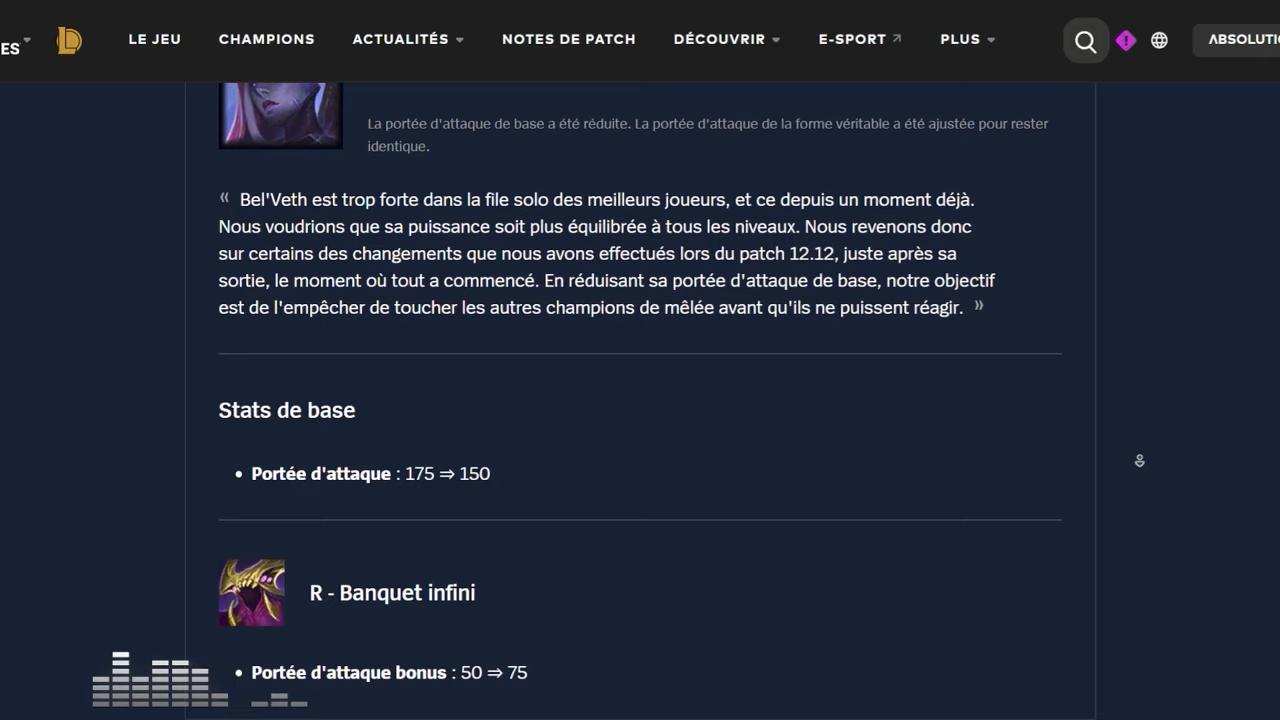 ES
LE JEU
CHAMPIONS
ACTUALITÉS
NOTES DE PATCH
DÉCOUVRIR
E-SPORT
PLUS
ABSOLUTI
La portée d'attaque de base a été réduite. La portée d'attaque de la forme véritable a été ajustée pour rester
identique.
« Bel'Veth est trop forte dans la file solo des meilleurs joueurs, et ce depuis un moment déjà.
Nous voudrions que sa puissance soit plus équilibrée à tous les niveaux. Nous revenons donc
sur certains des changements que nous avons effectués lors du patch 12.12, juste après sa
sortie, le moment où tout a commencé. En réduisant sa portée d'attaque de base, notre objectif
est de l'empêcher de toucher les autres champions de mêlée avant qu'ils ne puissent réagir. »
Stats de base
• Portée d'attaque : 175 ⇒ 150
R - Banquet infini
• Portée d'attaque bonus : 50 ⇒ 75